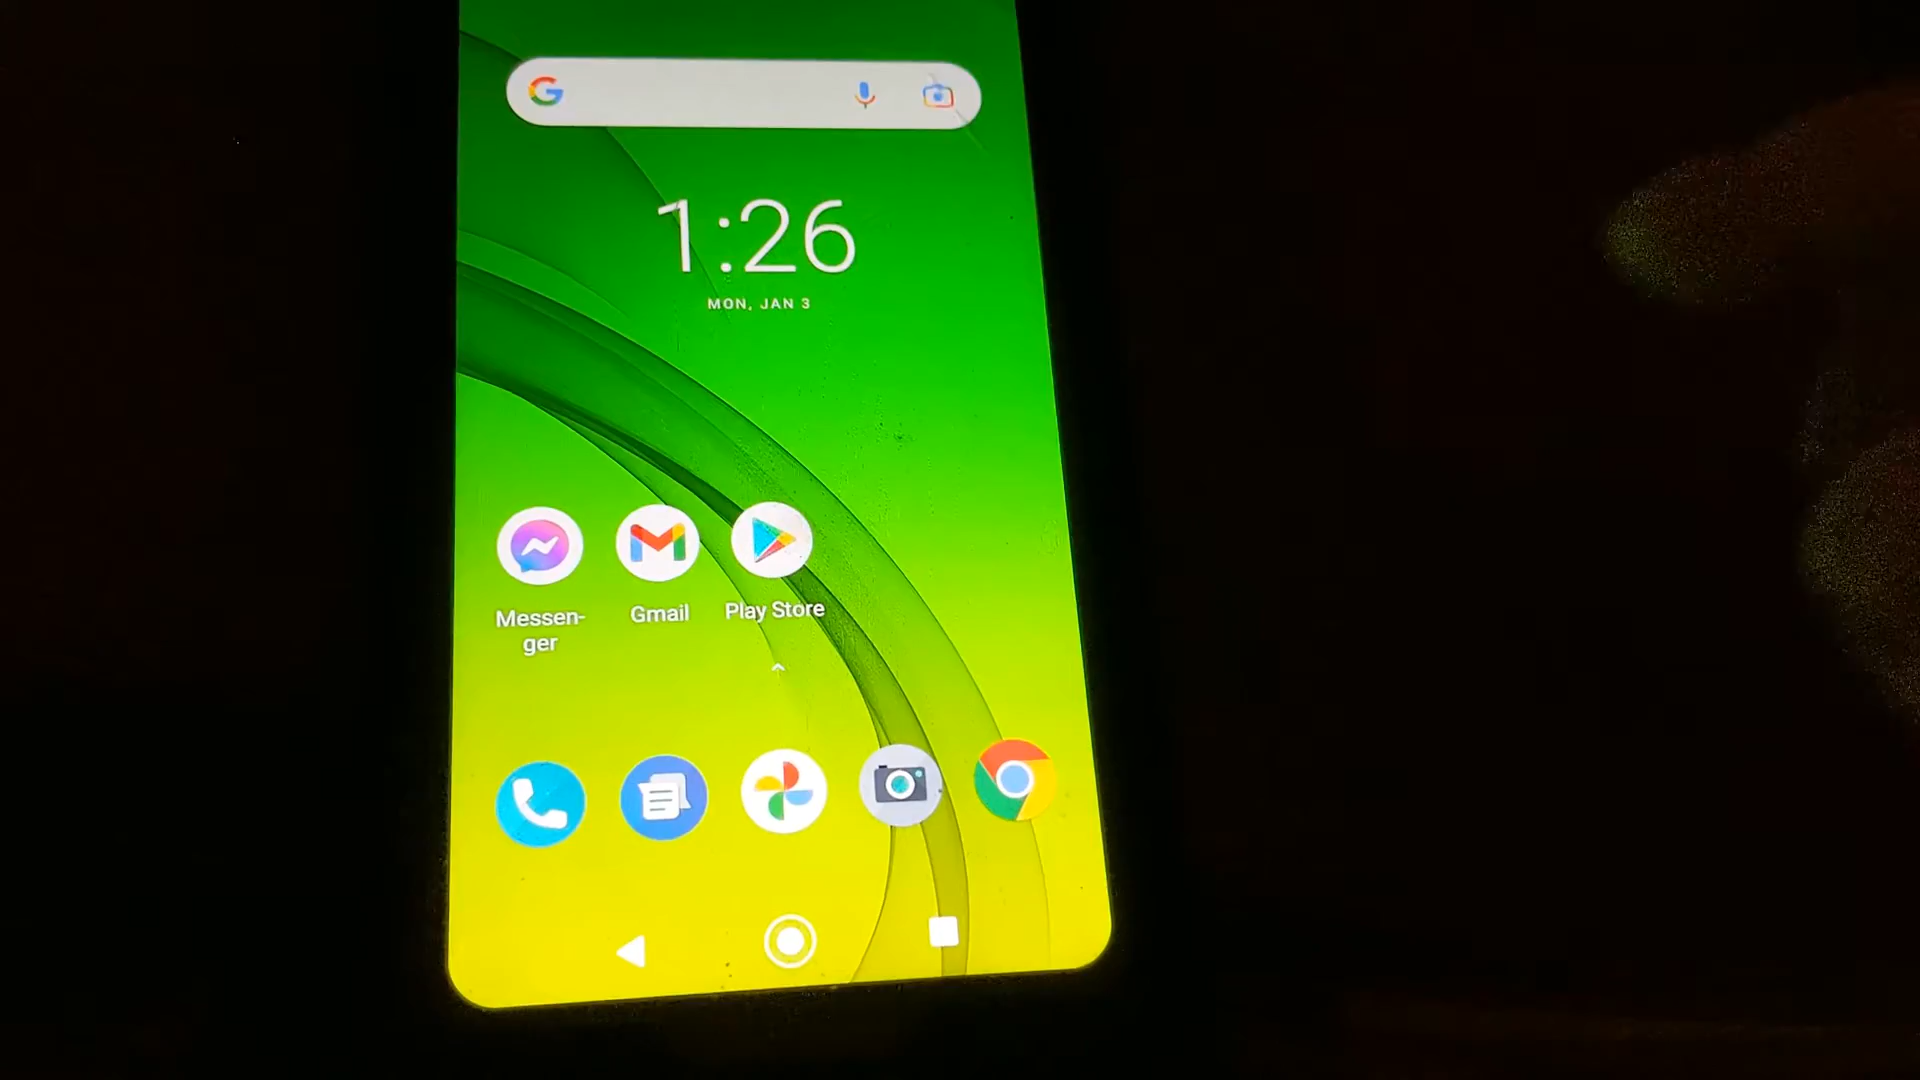 1:26
MON, JAN 3
Messen-
ger
Gmail
Play Store